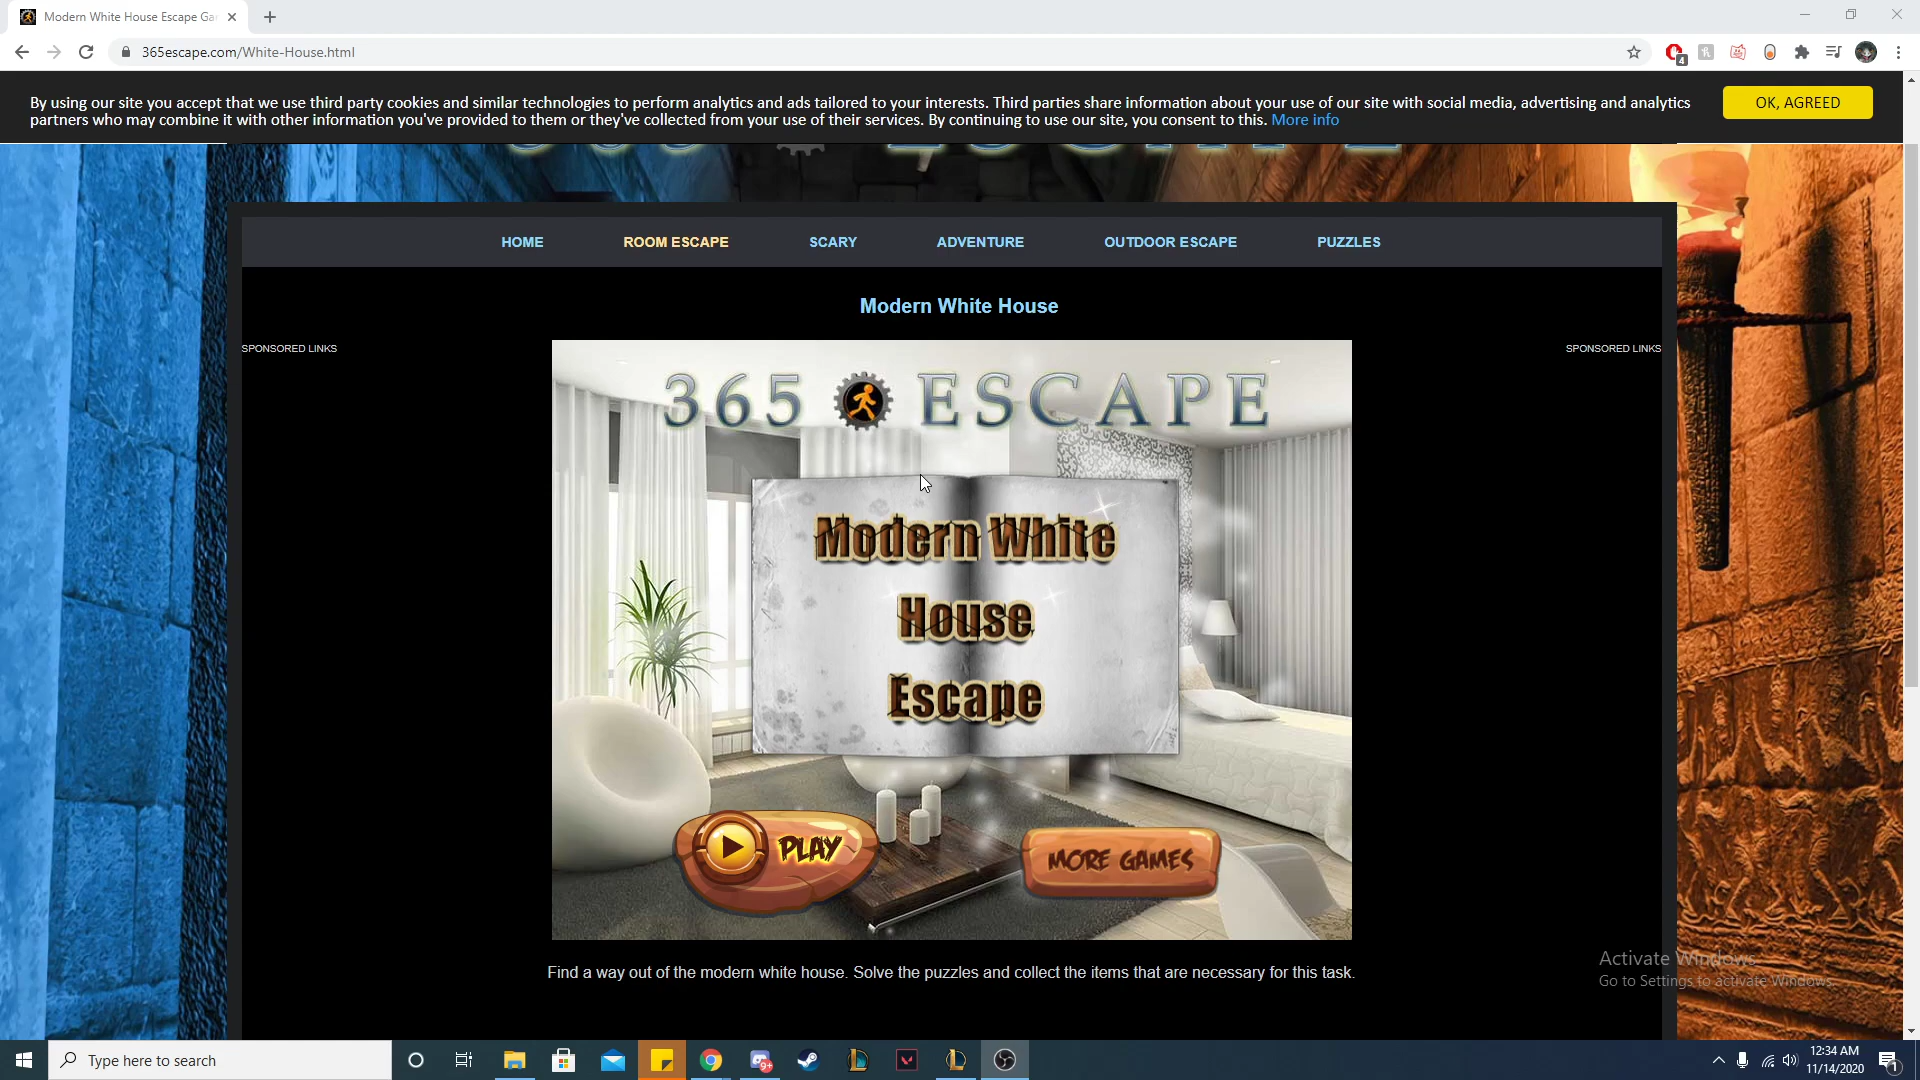 Modern White House Escape Ga
365escape.com/White-House.html
4
By using our site you accept that we use third party cookies and similar technologies to perform analytics and ads tailored to your interests. Third parties share information about your use of our site with social media, advertising and analytics
partners who may combine it with other information you've provided to them or they've collected from your use of their services. By continuing to use our site, you consent to this. More info
OK, AGREED
HOME ROOM ESCAPE SCARY ADVENTURE OUTDOOR ESCAPE PUZZLES
Modern White House
SPONSORED LINKS
SPONSORED LINKS
365 ESCAPE
Modern White
House
Escape
PLAY
MORE GAMES
Find a way out of the modern white house. Solve the puzzles and collect the items that are necessary for this task.
Activate Windows
Go to Settings to activate Windows.
Type here to search
9+
12:34 AM
11/14/2020
1